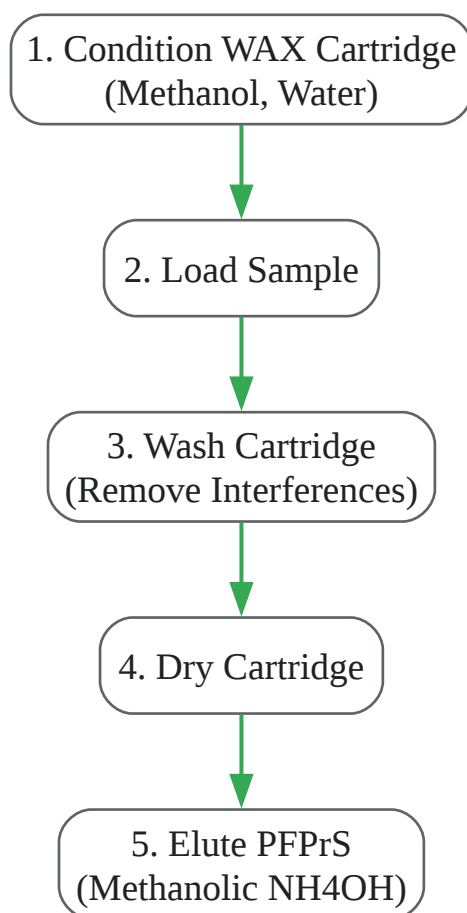 1. Condition WAX Cartridge
(Methanol, Water)
2. Load Sample
3. Wash Cartridge
(Remove Interferences)
4. Dry Cartridge
5. Elute PFPrS
(Methanolic NH4OH)